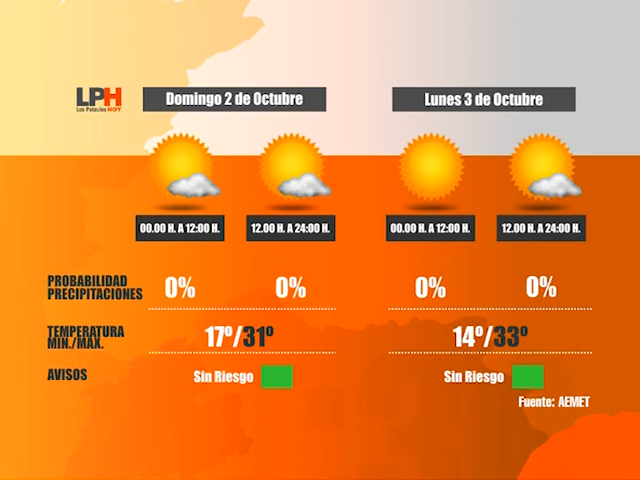 LPH
Los Palacios HOY
Domingo 2 de Octubre
Lunes 3 de Octubre
00.00 H. A 12:00 H.
12.00 H. A 24:00 H.
00.00 H. A 12:00 H.
12.00 H. A 24:00 H.
PROBABILIDAD
PRECIPITACIONES
0%
0%
0%
0%
TEMPERATURA
MIN./MAX.
17º/31º
14º/33º
AVISOS
Sin Riesgo
Sin Riesgo
Fuente: AEMET